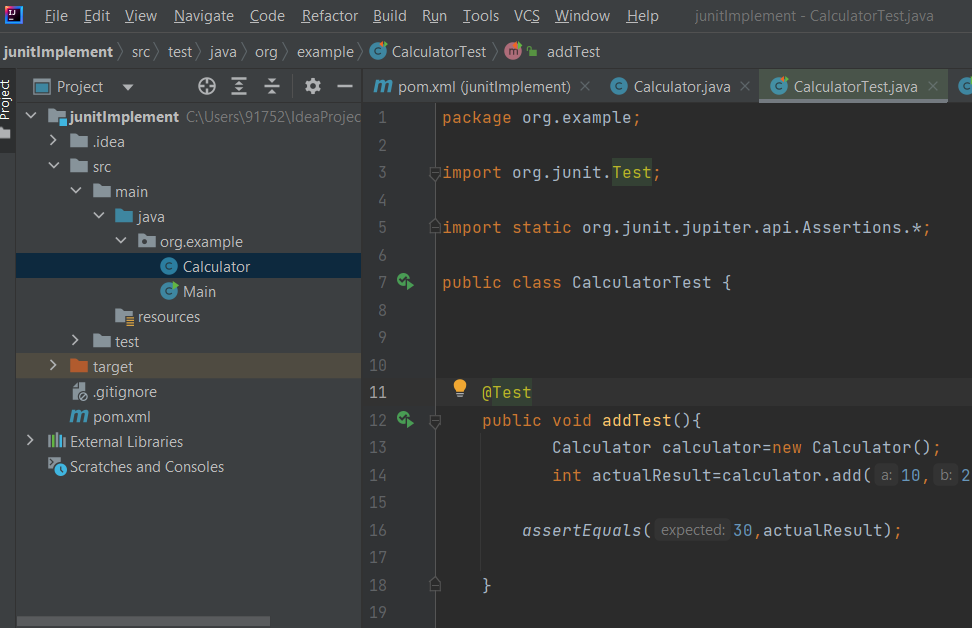 IJ File Edit View Navigate Code Refactor Build Run Tools VCS Window Help junitImplement - CalculatorTest.java
junitImplement src test java org example CalculatorTest m addTest
Project
Project
m pom.xml (junitImplement) C Calculator.java C CalculatorTest.java C
junitImplement C:\Users\91752\IdeaProjec
.idea
src
main
java
org.example
C Calculator
C Main
resources
test
target
.gitignore
m pom.xml
External Libraries
Scratches and Consoles
1 package org.example;
2
3 import org.junit.Test;
4
5 import static org.junit.jupiter.api.Assertions.*;
6
7 public class CalculatorTest {
8
9
10
11 @Test
12 public void addTest(){
13 Calculator calculator=new Calculator();
14 int actualResult=calculator.add( a: 10, b: 2
15
16 assertEquals( expected: 30,actualResult);
17
18 }
19